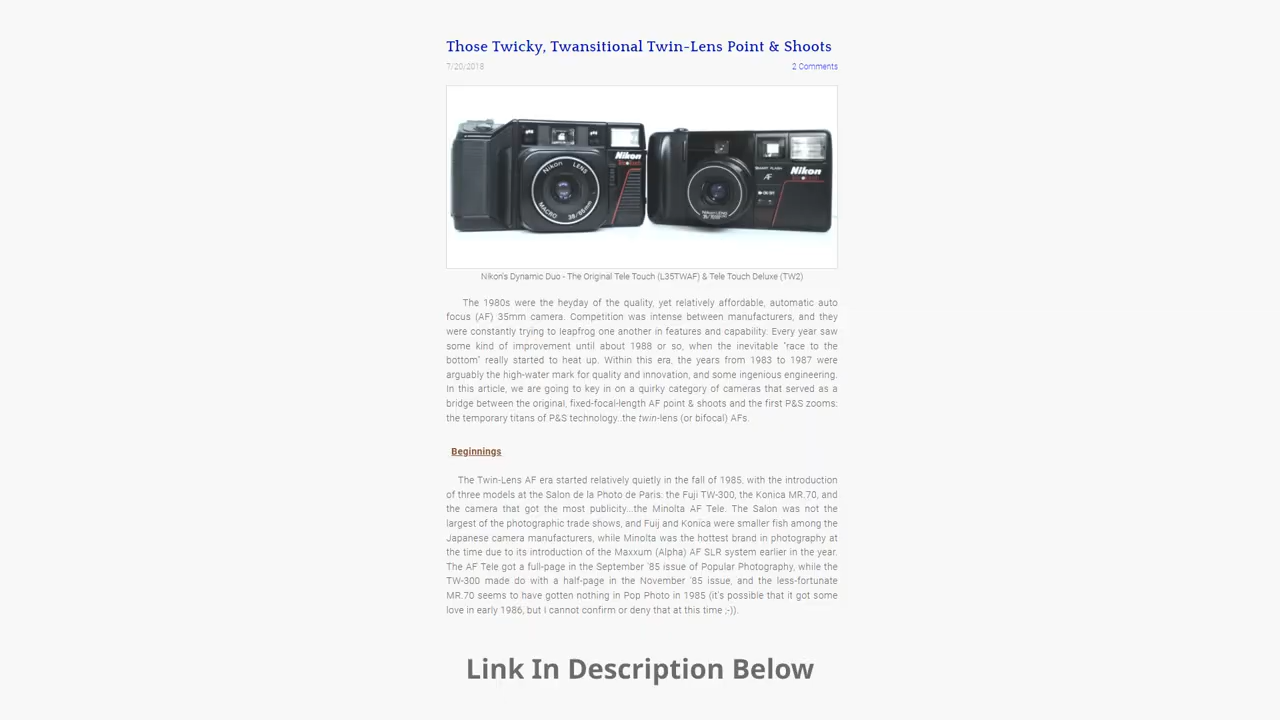 Those Twicky, Twansitional Twin-Lens Point & Shoots
7/20/2018
2 Comments
Nikon
Nikon LENS
MACRO 38/65mm
Nikon
SMART FLASH
AF
ON/OFF
Nikon's Dynamic Duo - The Original Tele Touch (L35TWAF) & Tele Touch Deluxe (TW2)
The 1980s were the heyday of the quality, yet relatively affordable, automatic auto
focus (AF) 35mm camera. Competition was intense between manufacturers, and they
were constantly trying to leapfrog one another in features and capability. Every year saw
some kind of improvement until about 1988 or so, when the inevitable "race to the
bottom" really started to heat up. Within this era, the years from 1983 to 1987 were
arguably the high-water mark for quality and innovation, and some ingenious engineering.
In this article, we are going to key in on a quirky category of cameras that served as a
bridge between the original, fixed-focal-length AF point & shoots and the first P&S zooms:
the temporary titans of P&S technology...the twin-lens (or bifocal) AFs.
Beginnings
The Twin-Lens AF era started relatively quietly in the fall of 1985, with the introduction
of three models at the Salon de la Photo de Paris: the Fuji TW-300, the Konica MR.70, and
the camera that got the most publicity...the Minolta AF Tele. The Salon was not the
largest of the photographic trade shows, and Fuij and Konica were smaller fish among the
Japanese camera manufacturers, while Minolta was the hottest brand in photography at
the time due to its introduction of the Maxxum (Alpha) AF SLR system earlier in the year.
The AF Tele got a full-page in the September '85 issue of Popular Photography, while the
TW-300 made do with a half-page in the November '85 issue, and the less-fortunate
MR.70 seems to have gotten nothing in Pop Photo in 1985 (it's possible that it got some
love in early 1986, but I cannot confirm or deny that at this time ;-)).
Link In Description Below